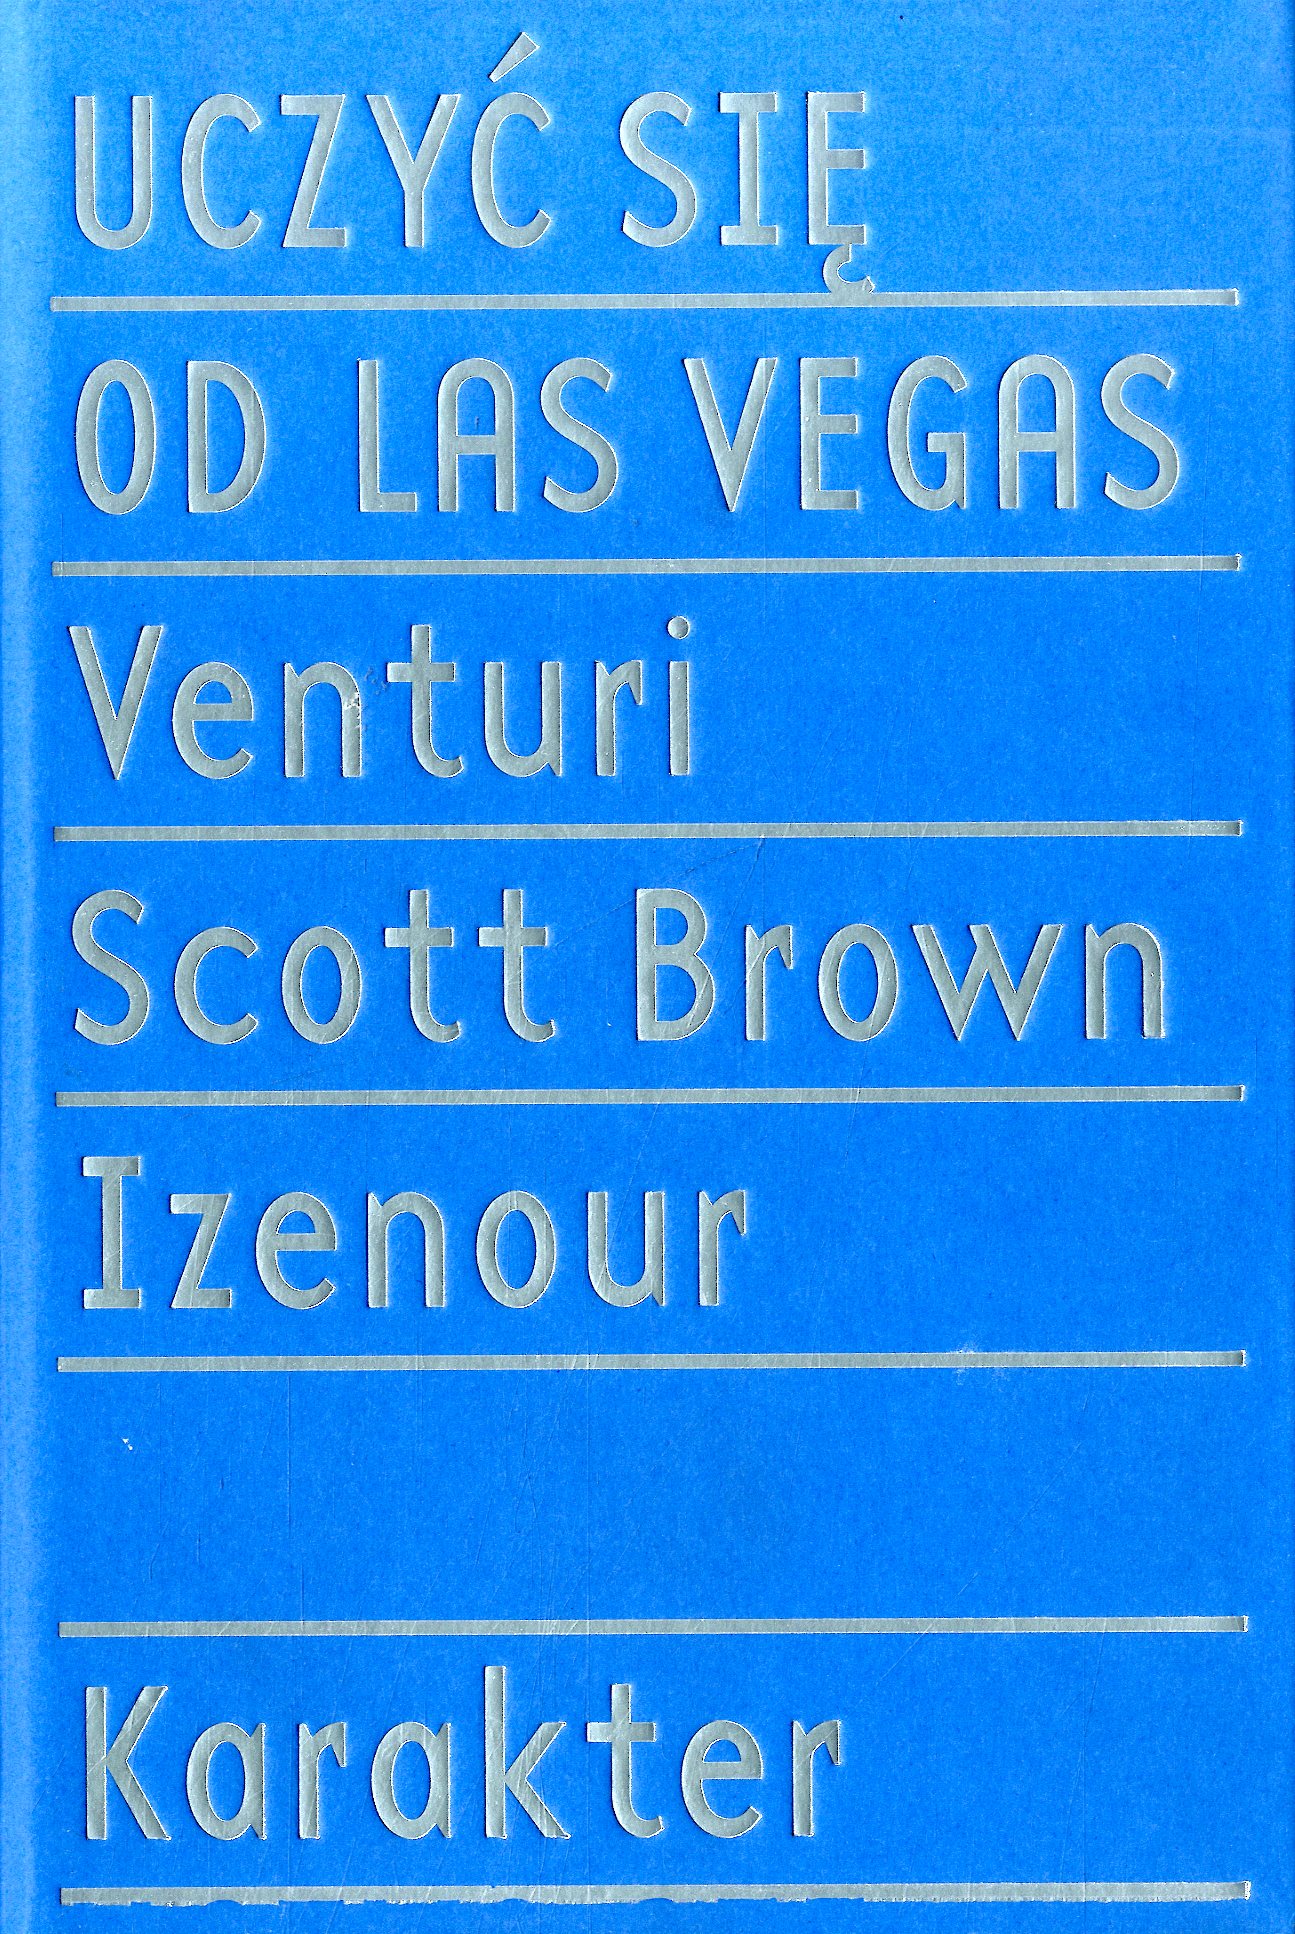 UCZYĆ SIĘ
OD LAS VEGAS
Venturi
Scott Brown
Izenour
Karakter